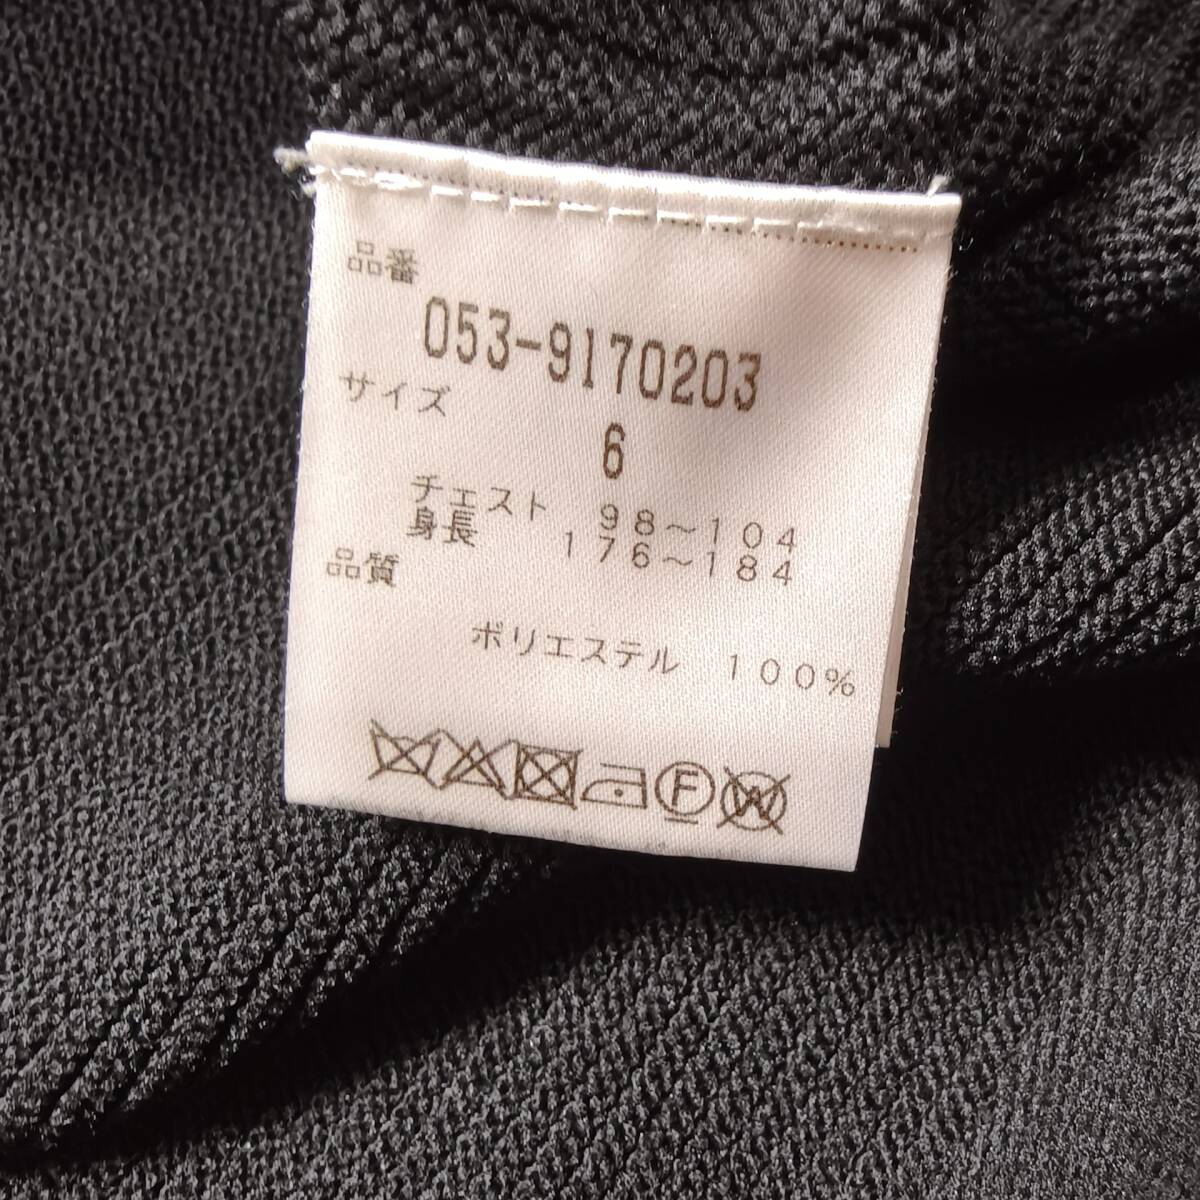 品番
053-9170203
サイズ
6
チェスト 98～104
身長 176～184
品質
ポリエステル 100%
F W